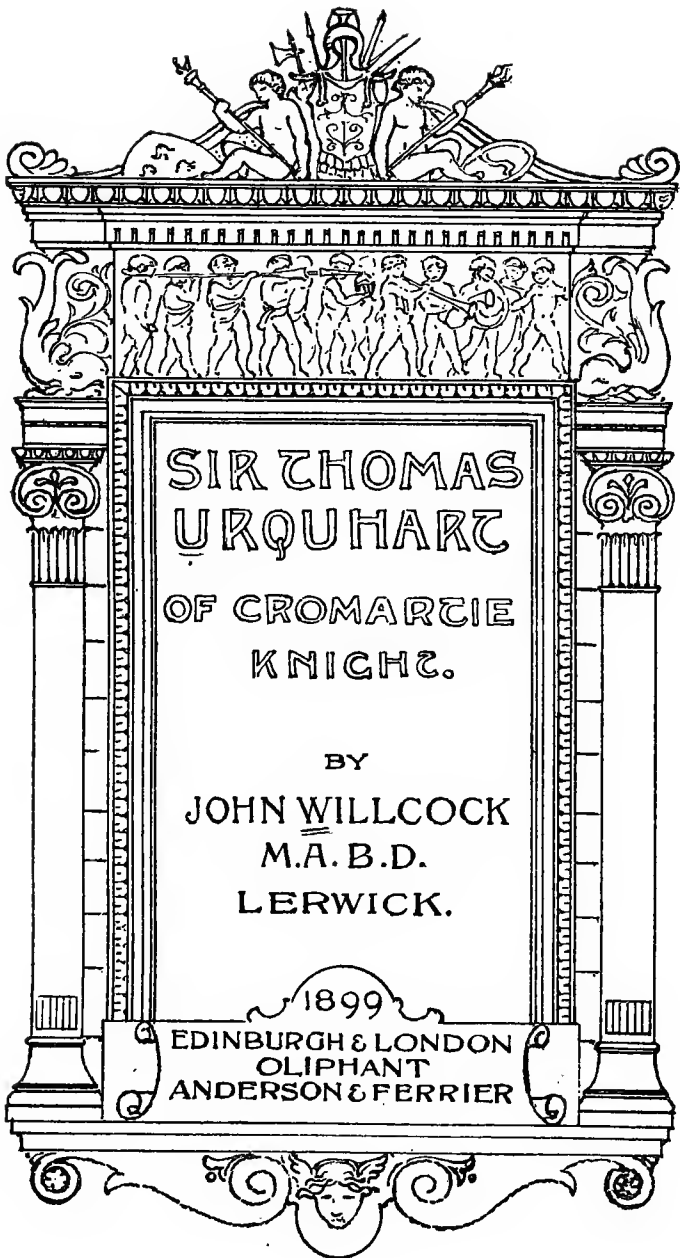 SIR THOMAS
URQUHART
OF CROMARTIE
KNIGHT.
BY
JOHN WILLCOCK
M.A. B.D.
LERWICK.
1899
EDINBURGH & LONDON
OLIPHANT
ANDERSON & FERRIER